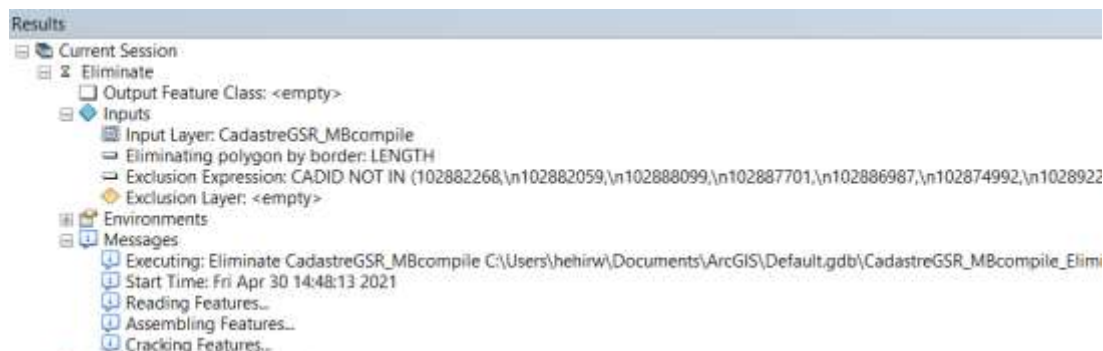 Results
Current Session
Eliminate
Output Feature Class: <empty>
Inputs
Input Layer: CadastreGSR_MBcompile
Eliminating polygon by border: LENGTH
Exclusion Expression: CADID NOT IN (102882268,\n102882059,\n102888099,\n102887701,\n102886987,\n102874992,\n1028922
Exclusion Layer: <empty>
Environments
Messages
Executing: Eliminate CadastreGSR_MBcompile C:\Users\hehirw\Documents\ArcGIS\Default.gdb\CadastreGSR_MBcompile_Elimi
Start Time: Fri Apr 30 14:48:13 2021
Reading Features...
Assembling Features...
Cracking Features...